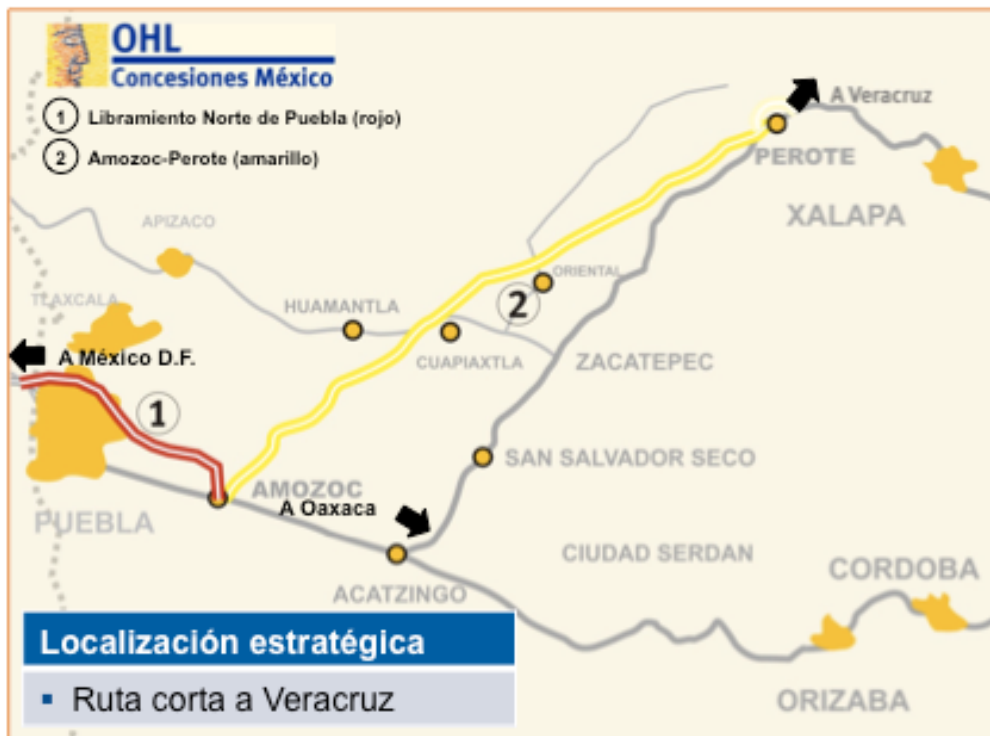 OHL
Concesiones México
1 Libramiento Norte de Puebla (rojo)
2 Amozoc-Perote (amarillo)
A Veracruz
PEROTE
XALAPA
APIZACO
ORIENTAL
TLAXCALA
HUAMANTLA
2
CUAPIAXTLA
ZACATEPEC
A México D.F.
1
SAN SALVADOR SECO
AMOZOC
A Oaxaca
PUEBLA
CIUDAD SERDAN
CORDOBA
ACATZINGO
Localización estratégica
▪ Ruta corta a Veracruz
ORIZABA